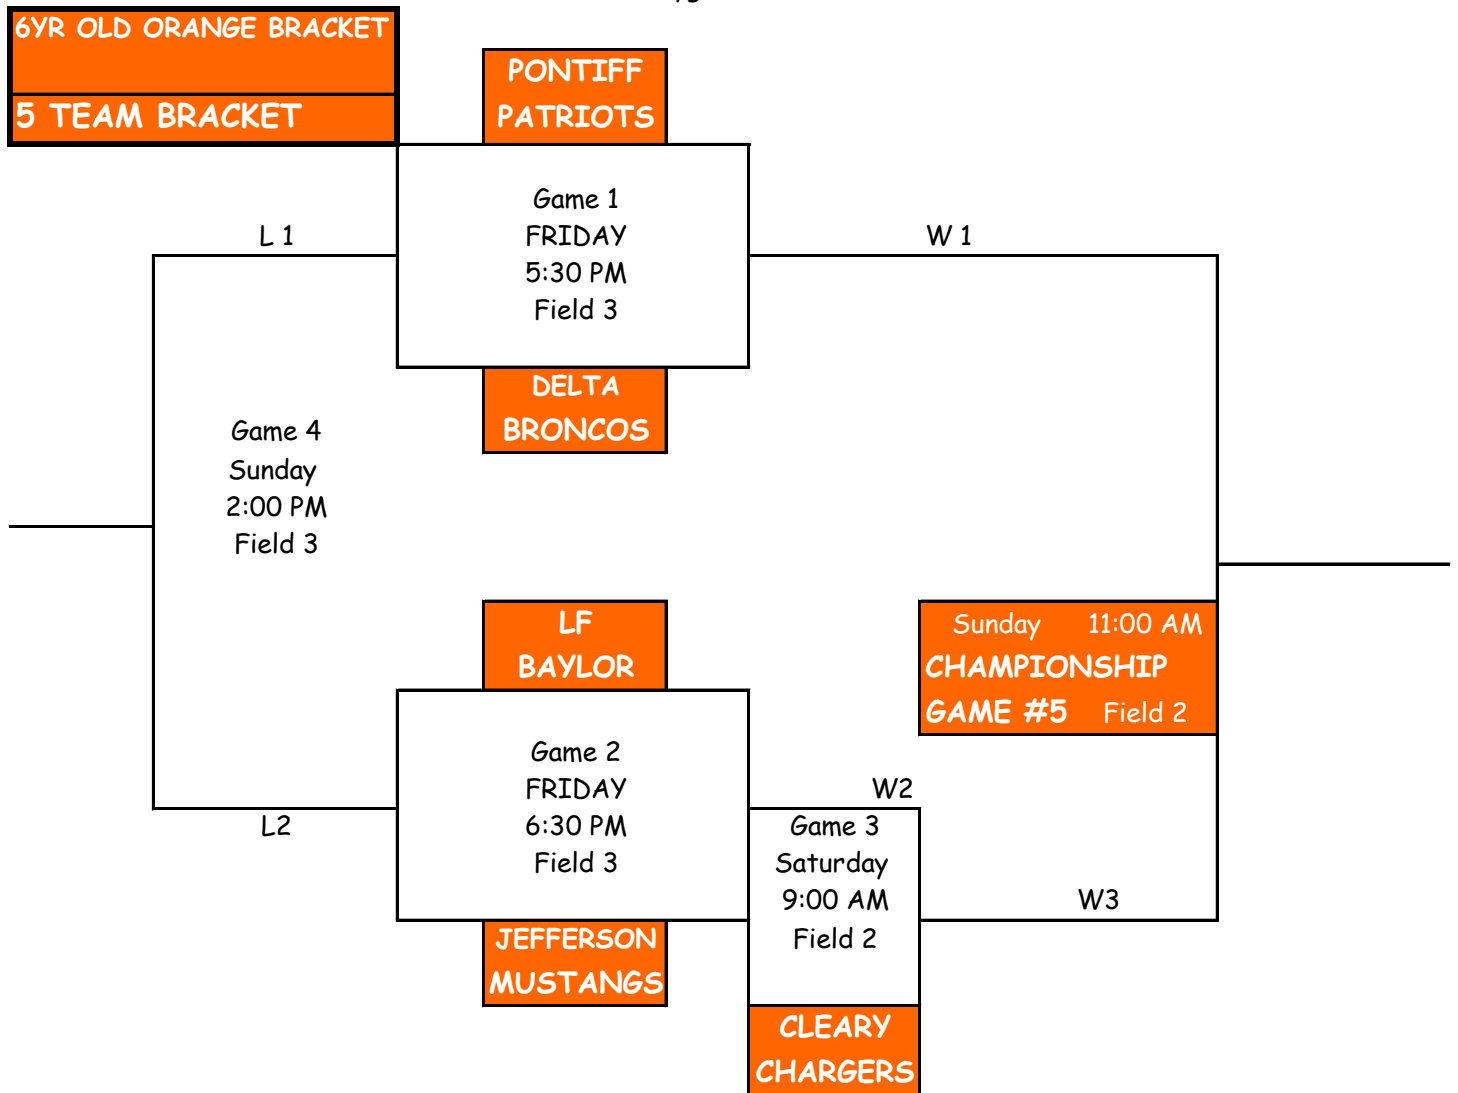 6YR OLD ORANGE BRACKET
5 TEAM BRACKET
PONTIFF
PATRIOTS
Game 1
FRIDAY
5:30 PM
Field 3
L 1
W 1
DELTA
BRONCOS
Game 4
Sunday
2:00 PM
Field 3
LF
BAYLOR
Sunday 11:00 AM
CHAMPIONSHIP
GAME #5 Field 2
Game 2
FRIDAY
6:30 PM
Field 3
L2
W2
Game 3
Saturday
9:00 AM
Field 2
W3
JEFFERSON
MUSTANGS
CLEARY
CHARGERS